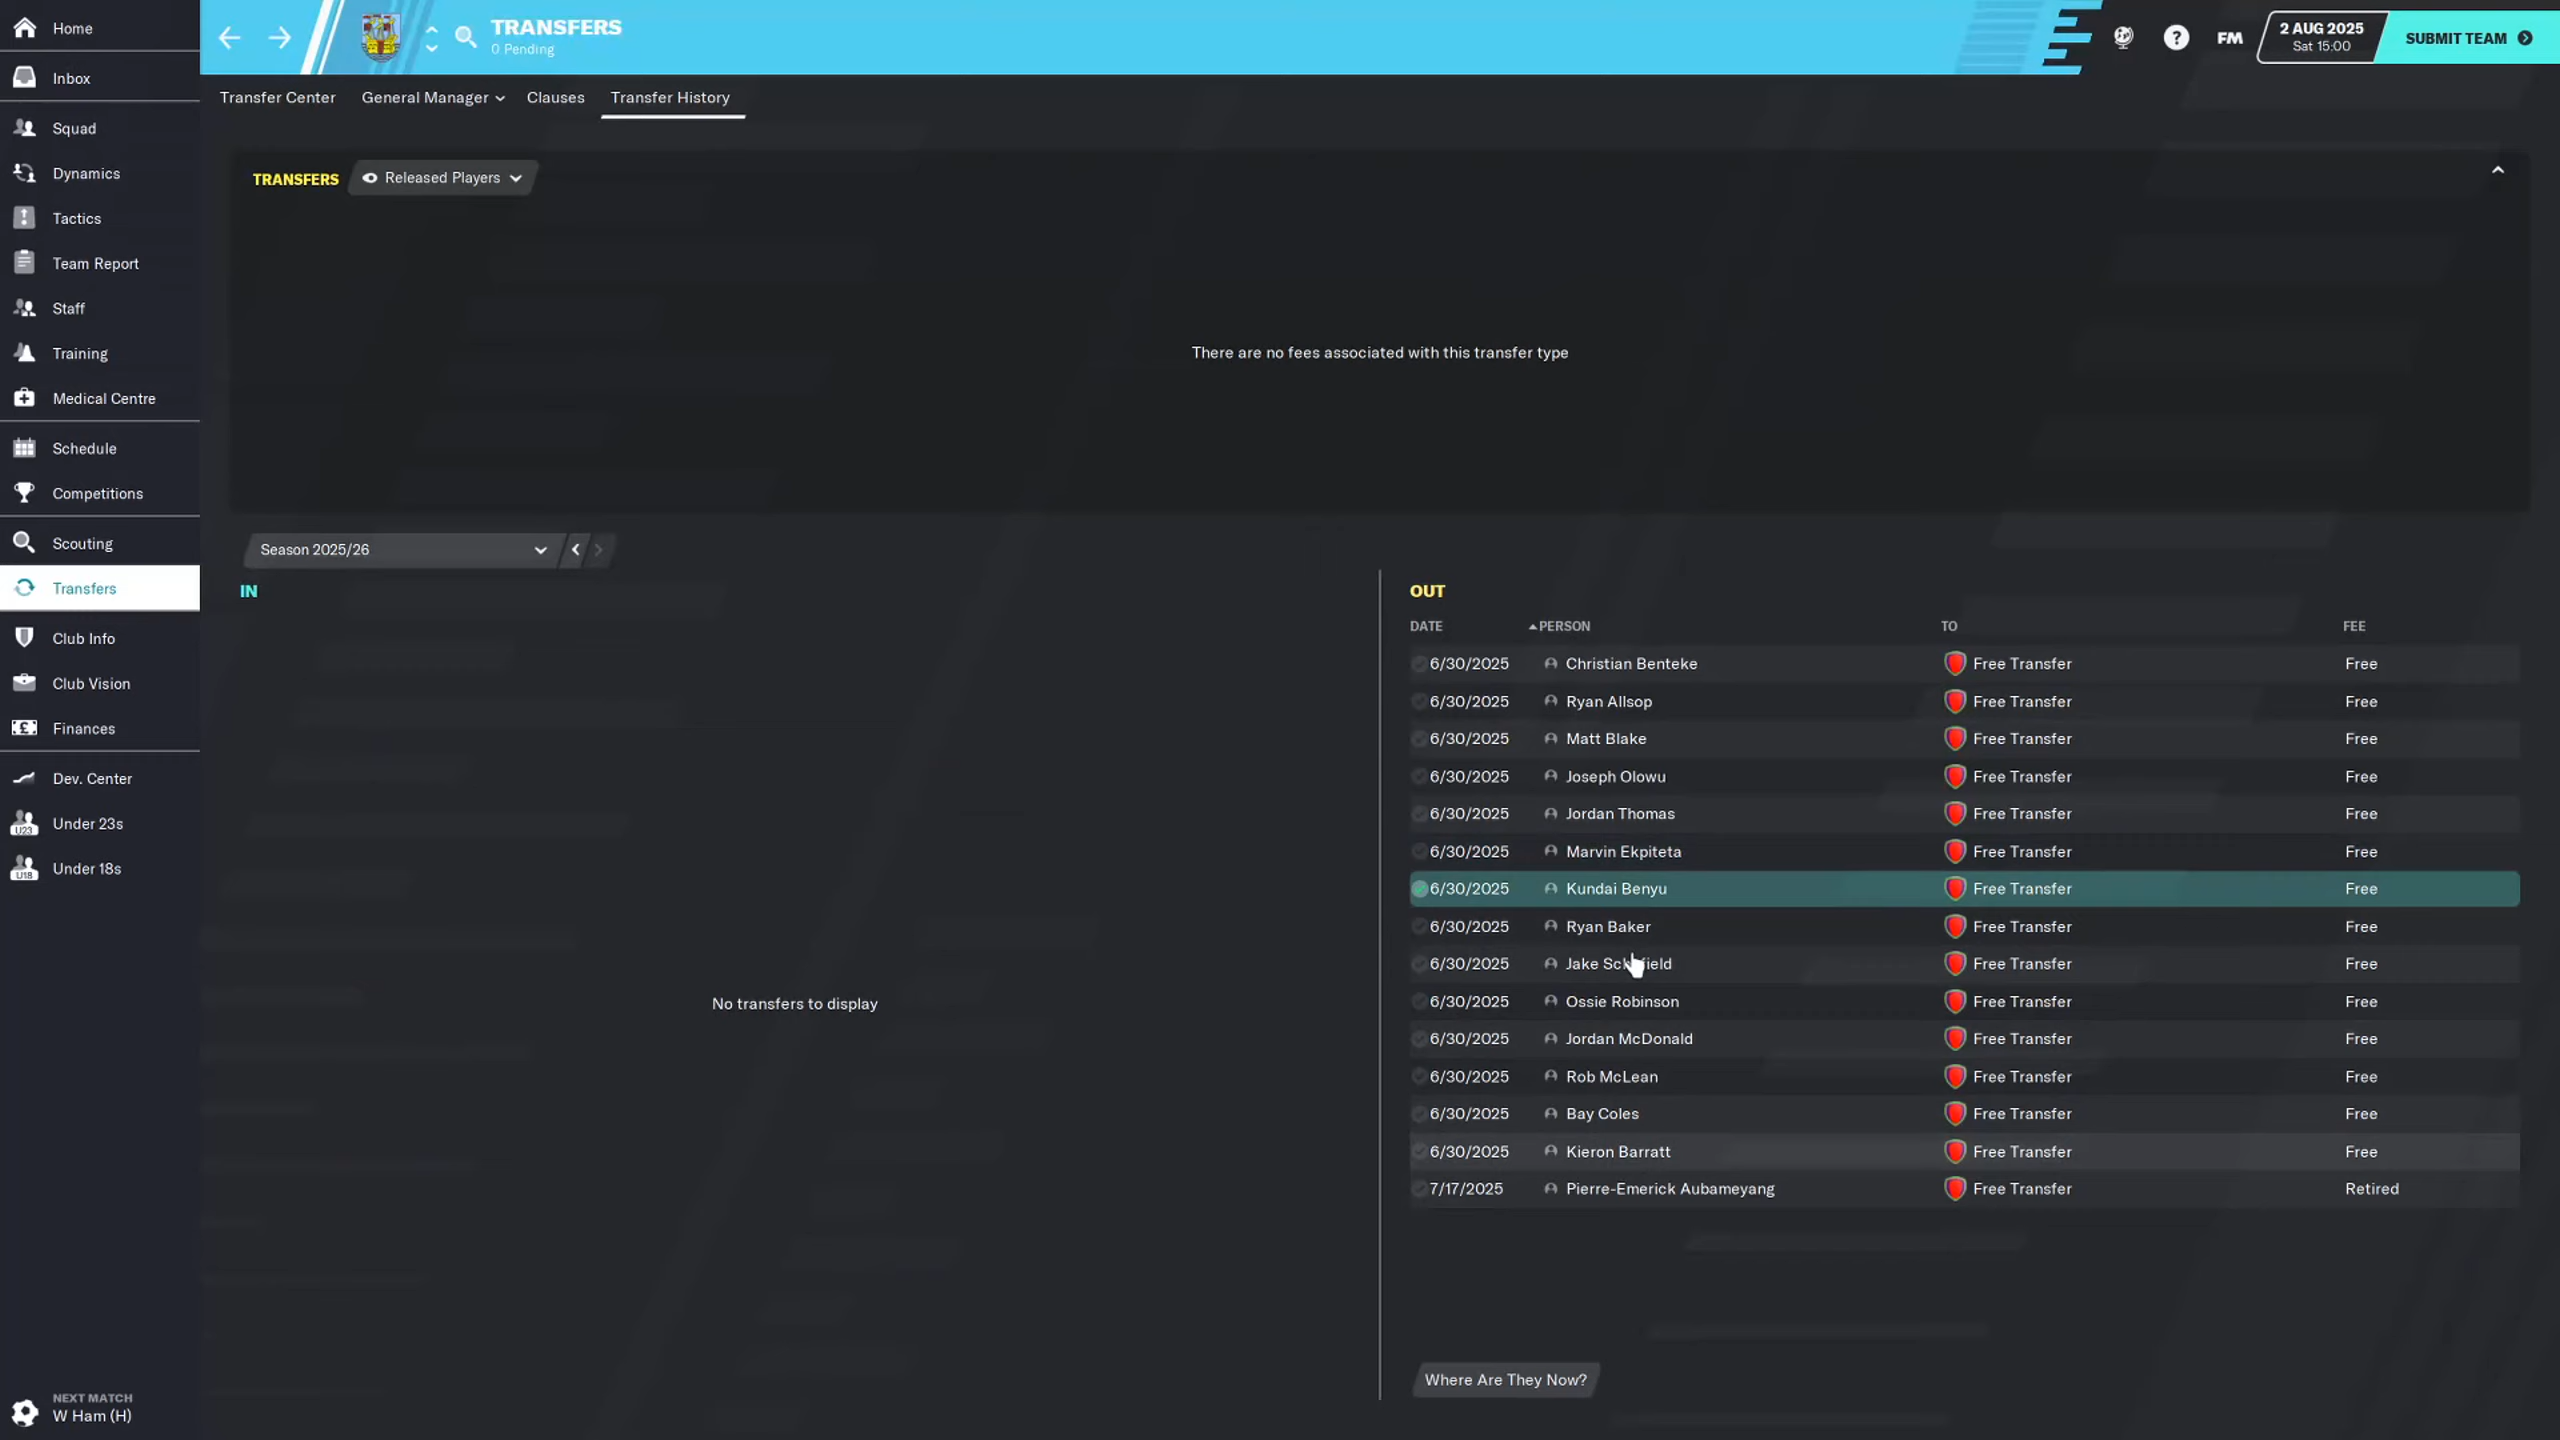 Home
Inbox
Squad
Dynamics
Tactics
Team Report
Staff
Training
Medical Centre
Schedule
Competitions
Scouting
Transfers
Club Info
Club Vision
Finances
Dev. Center
U23 Under 23s
U18 Under 18s
NEXT MATCH
W Ham (H)
TRANSFERS
0 Pending
FM
2 AUG 2025
Sat 15:00
SUBMIT TEAM
Transfer Center General Manager Clauses Transfer History
TRANSFERS Released Players
There are no fees associated with this transfer type
Season 2025/26
IN
No transfers to display
OUT
DATE PERSON TO FEE
6/30/2025 Christian Benteke Free Transfer Free
6/30/2025 Ryan Allsop Free Transfer Free
6/30/2025 Matt Blake Free Transfer Free
6/30/2025 Joseph Olowu Free Transfer Free
6/30/2025 Jordan Thomas Free Transfer Free
6/30/2025 Marvin Ekpiteta Free Transfer Free
6/30/2025 Kundai Benyu Free Transfer Free
6/30/2025 Ryan Baker Free Transfer Free
6/30/2025 Jake Free Transfer Free
6/30/2025 Ossie Robinson Free Transfer Free
6/30/2025 Jordan McDonald Free Transfer Free
6/30/2025 Rob McLean Free Transfer Free
6/30/2025 Bay Coles Free Transfer Free
6/30/2025 Kieron Barratt Free Transfer Free
7/17/2025 Pierre-Emerick Aubameyang Free Transfer Retired
Where Are They Now?